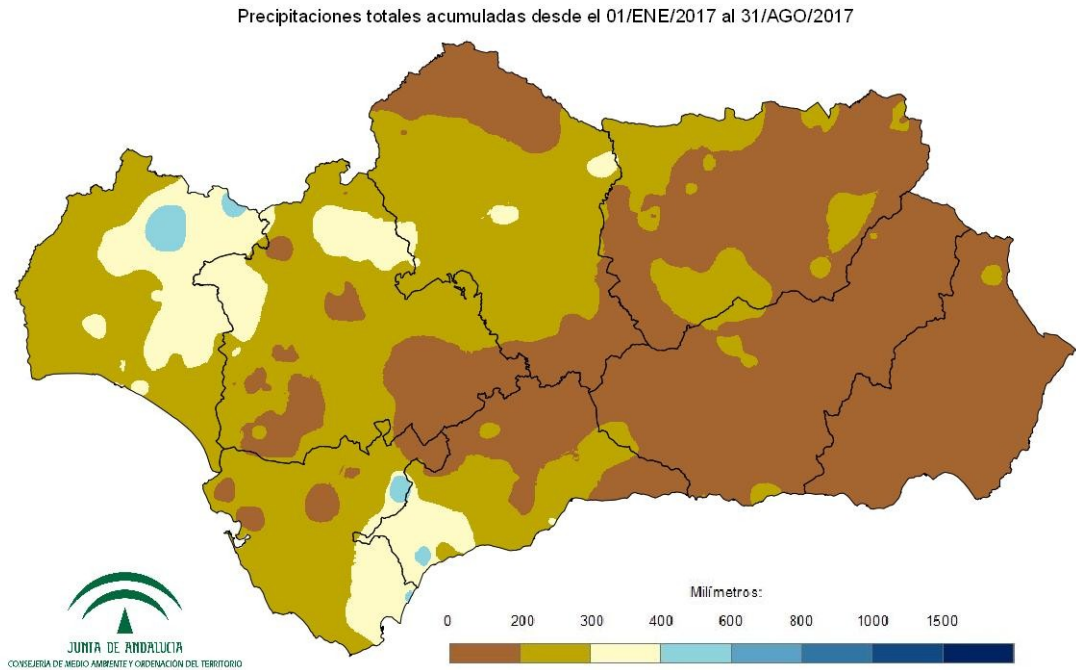 Precipitaciones totales acumuladas desde el 01/ENE/2017 al 31/AGO/2017
Milímetros:
0 200 300 400 600 800 1000 1500
JUNTA DE ANDALUCIA
CONSEJERIA DE MEDIO AMBIENTE Y ORDENACIÓN DEL TERRITORIO